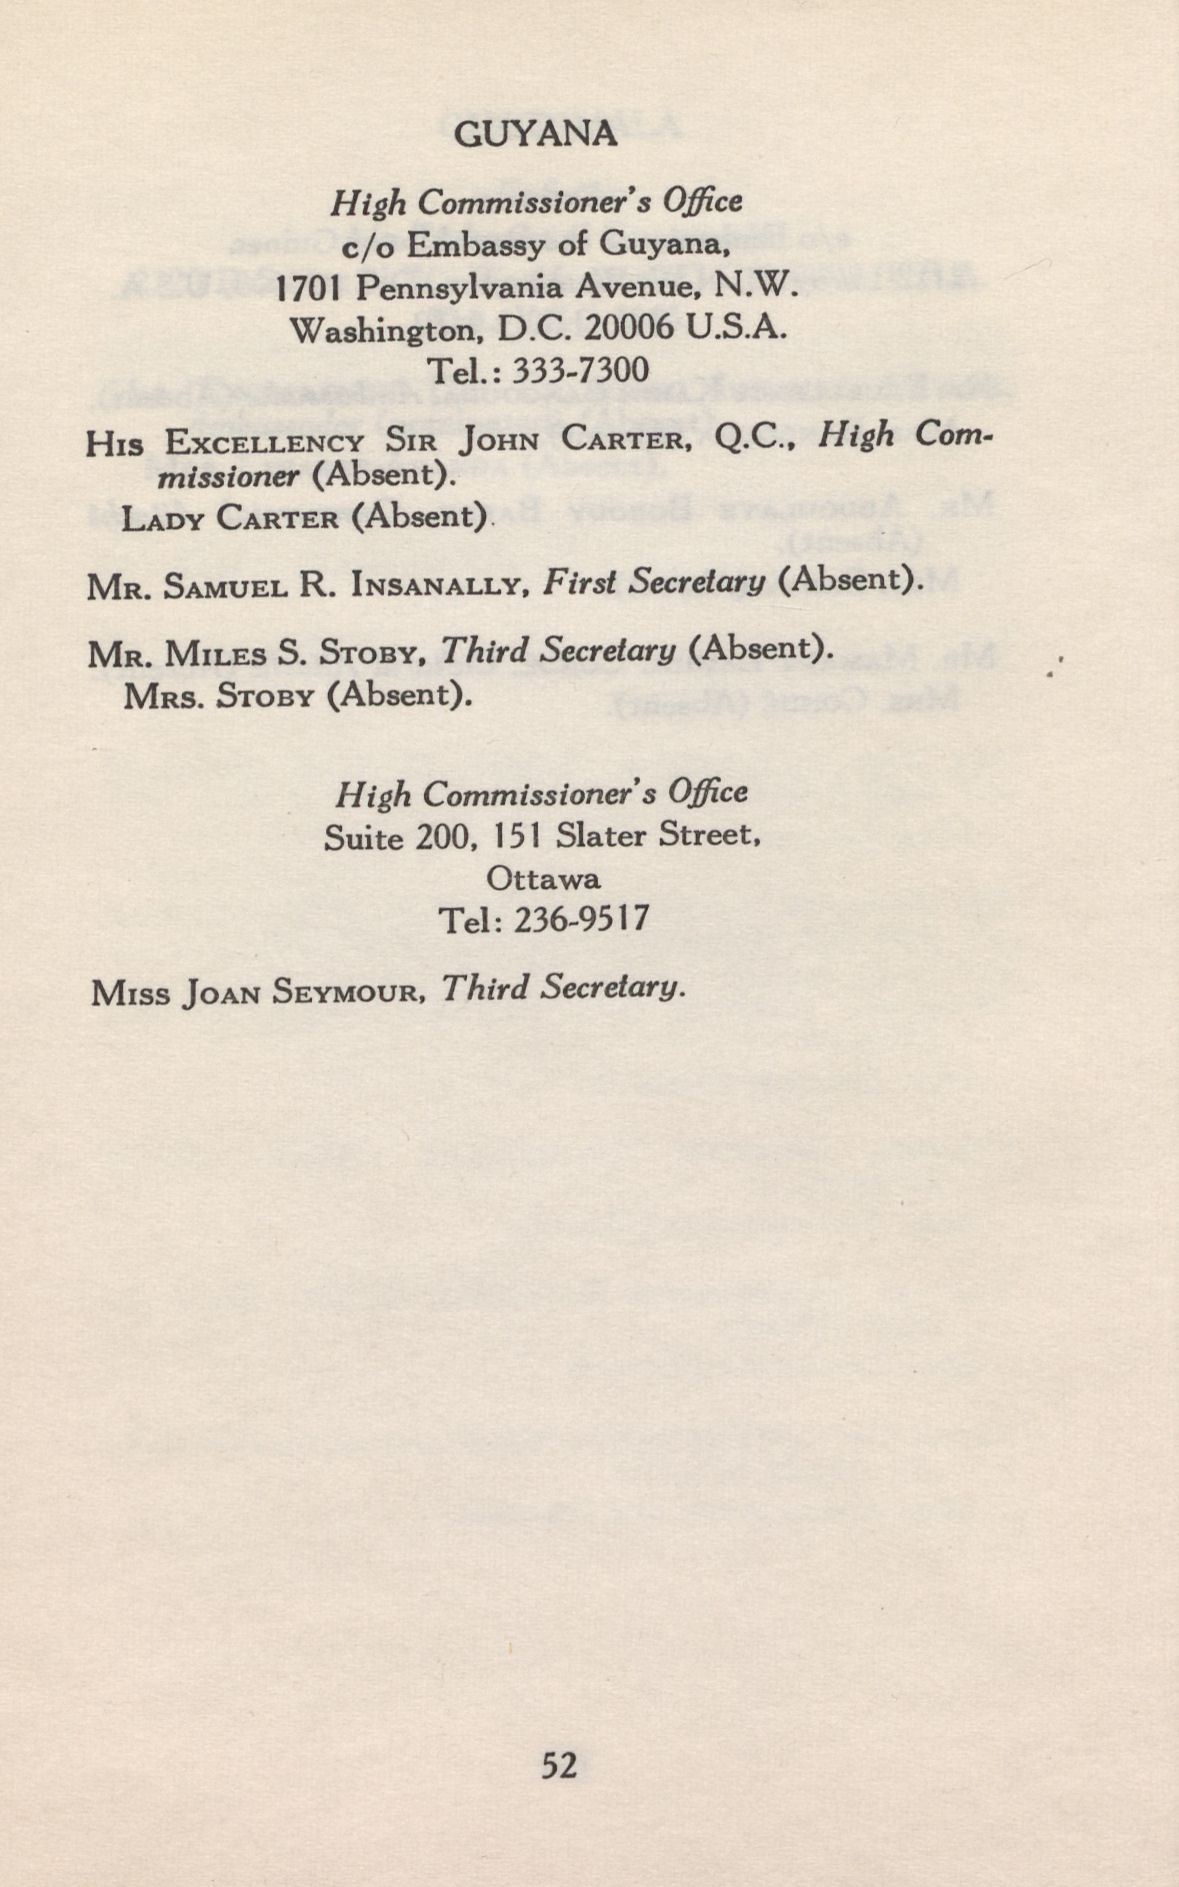 GUYANA
High Commissioner's Office
c/o Embassy of Guyana,
1701 Pennsylvania Avenue, N.W.
Washington, D.C. 20006 U.S.A.
Tel.: 333-7300
HIS EXCELLENCY SIR JOHN CARTER, Q.C., High Com-
missioner (Absent).
LADY CARTER (Absent).
MR. SAMUEL R. INSANALLY, First Secretary (Absent).
MR. MILES S. STOBY, Third Secretary (Absent).
MRS. STOBY (Absent).
High Commissioner's Office
Suite 200, 151 Slater Street,
Ottawa
Tel: 236-9517
MISS JOAN SEYMOUR, Third Secretary.
52